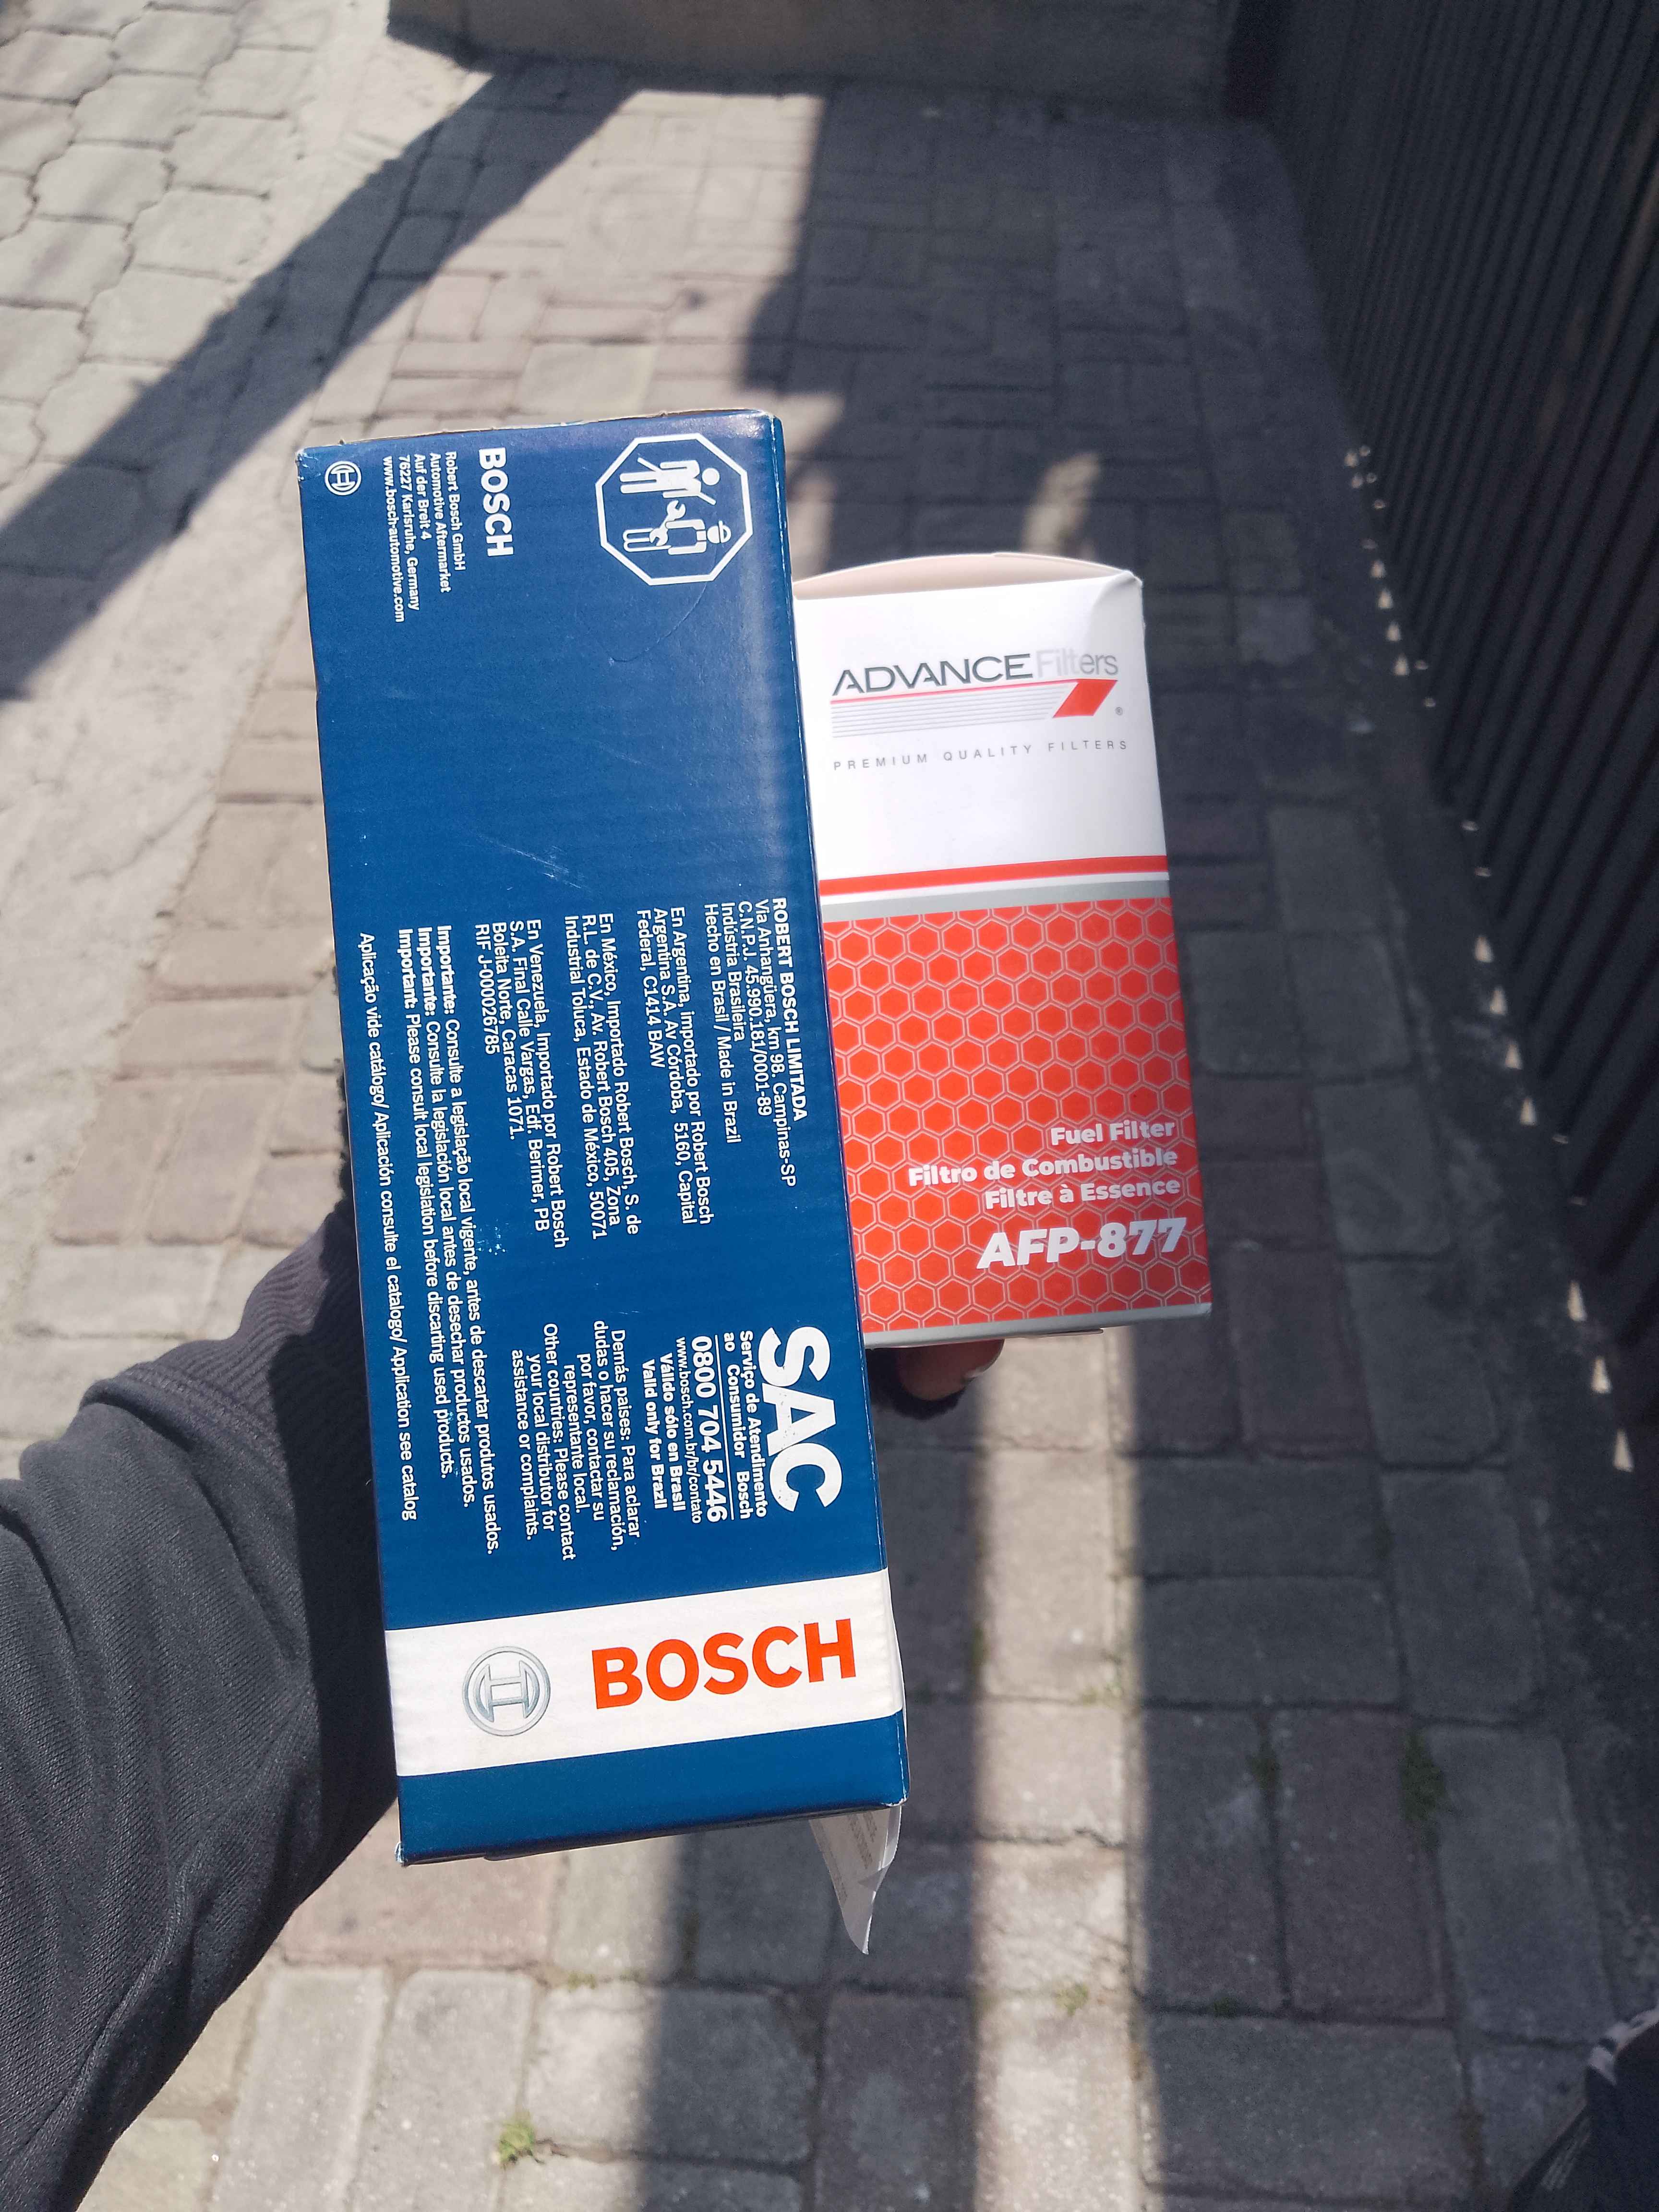 BOSCH
Robert Bosch GmbH
Automotive Aftermarket
Auf der Breit 4
76227 Karlsruhe, Germany
www.bosch-automotive.com
ROBERT BOSCH LIMITADA
Via Anhangüera, km 98. Campinas-SP
C.N.P.J. 45.990.181/0001-89
Indústria Brasileira
Hecho en Brasil / Made in Brazil
En Argentina, importado por Robert Bosch
Argentina S.A. Av Córdoba, 5160, Capital
Federal, C1414 BAW
En México, Importado Robert Bosch, S. de
R.L. de C.V., Av. Robert Bosch 405, Zona
Industrial Toluca, Estado de México, 50071
En Venezuela, Importado por Robert Bosch
S.A. Final Calle Vargas, Edf. Berimer, PB
Boleita Norte, Caracas 1071.
RIF J-00026785
Importante: Consulte a legislação local vigente, antes de descartar produtos usados.
Importante: Consulte la legislación local antes de desechar productos usados.
Important: Please consult local legislation before discarting used products.
Aplicação vide catálogo/ Aplicación consulte el catalogo/ Application see catalog
SAC
Serviço de Atendimento
ao Consumidor Bosch
0800 704 5446
www.bosch.com.br/br/contato
Válido sólo en Brasil
Valid only for Brazil
Demás paises: Para aclarar
dudas o hacer su reclamación,
por favor, contactar su
representante local.
Other countries: Please contact
your local distributor for
assistance or complaints.
BOSCH
ADVANCE Filters
®
PREMIUM QUALITY FILTERS
Fuel Filter
Filtro de Combustible
Filtre à Essence
AFP-877